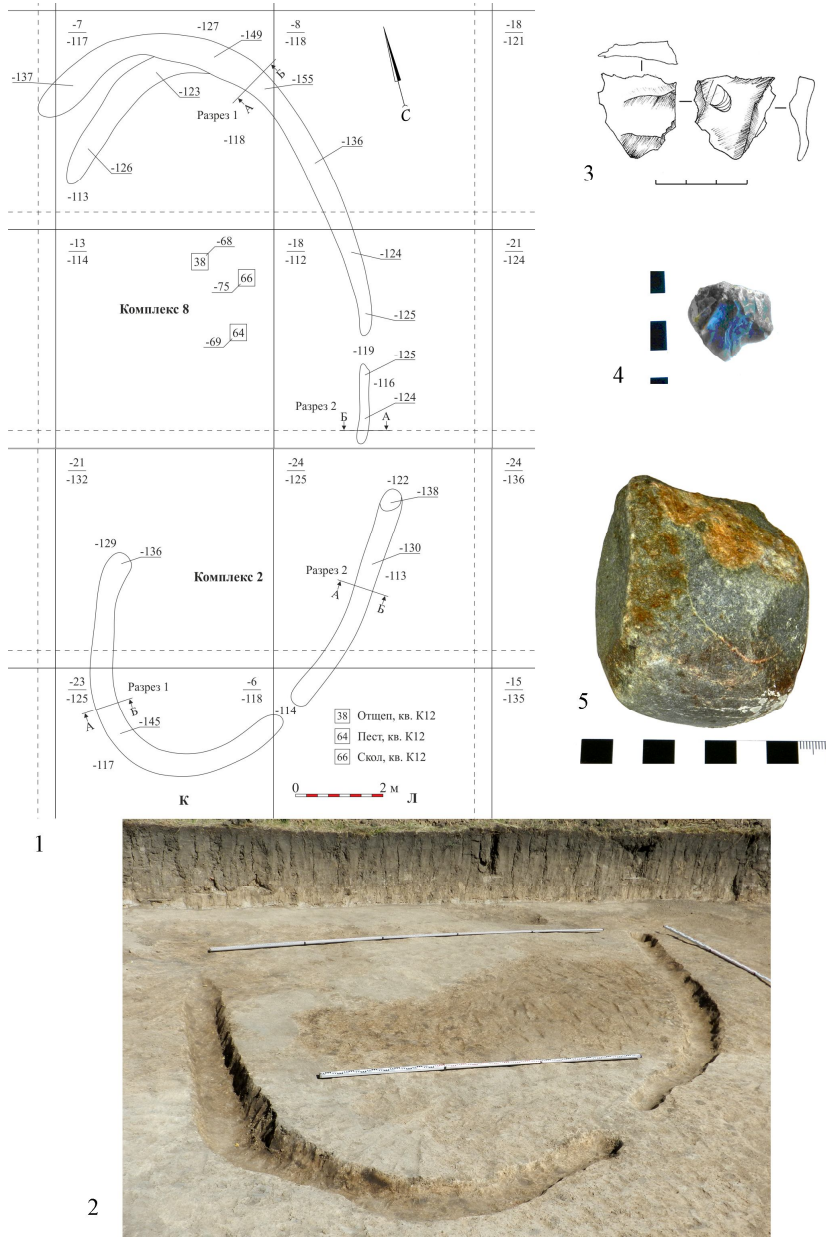 -7
-117
-127
-149
-8
-118
-18
-121
-137
-155
Б
А
-123
Разрез 1
-118
-126
-113
-136
С
3
-13
-114
-68
38
66
-75
64
-69
Комплекс 8
-18
-112
-21
-124
-124
-125
-119
-125
-116
-124
Разрез 2
Б
А
4
-21
-132
-24
-125
-24
-136
-122
-138
-129
-136
-130
Комплекс 2
Разрез 2
-113
А
Б
-23
-125
Разрез 1
Б
А
-145
-117
-6
-118
-114
-15
-135
38 Отщеп, кв. К12
64 Пест, кв. К12
66 Скол, кв. К12
0 2 м
К
Л
5
1
2